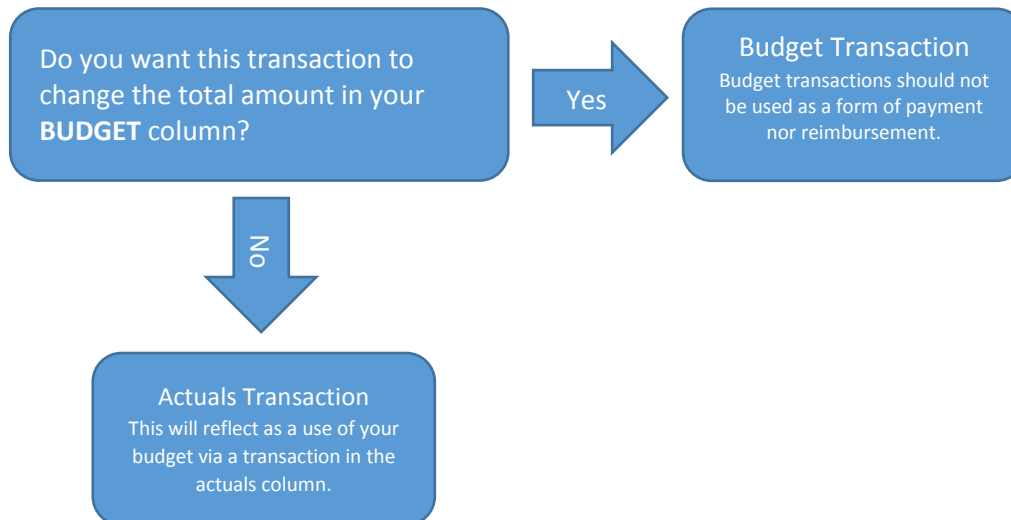 Do you want this transaction to
change the total amount in your
BUDGET column?
Yes
Budget Transaction
Budget transactions should not
be used as a form of payment
nor reimbursement.
No
Actuals Transaction
This will reflect as a use of your
budget via a transaction in the
actuals column.